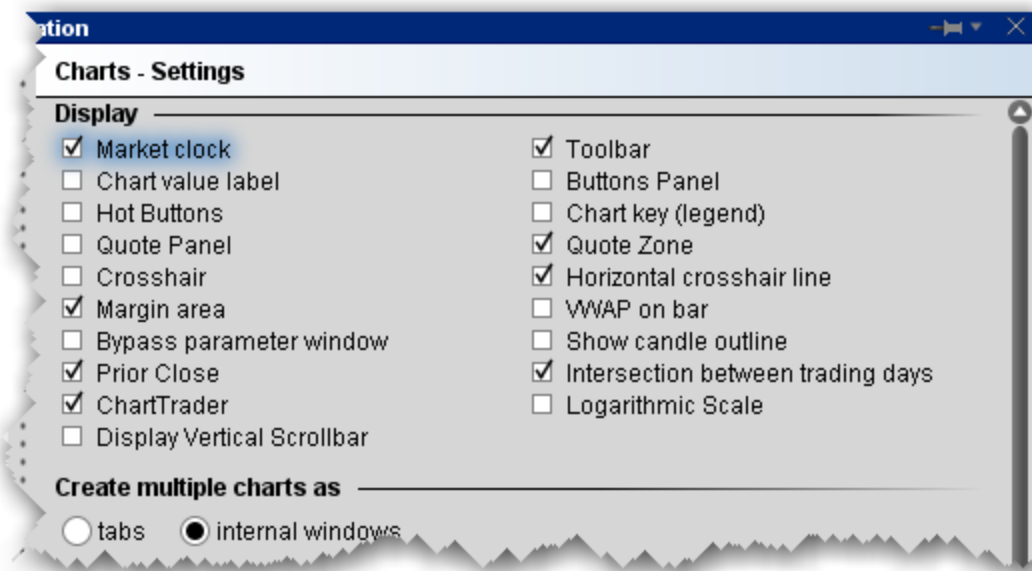 ation
Charts - Settings
Display
Market clock
Chart value label
Hot Buttons
Quote Panel
Crosshair
Margin area
Bypass parameter window
Prior Close
ChartTrader
Display Vertical Scrollbar
Toolbar
Buttons Panel
Chart key (legend)
Quote Zone
Horizontal crosshair line
VWAP on bar
Show candle outline
Intersection between trading days
Logarithmic Scale
Create multiple charts as
tabs internal windows